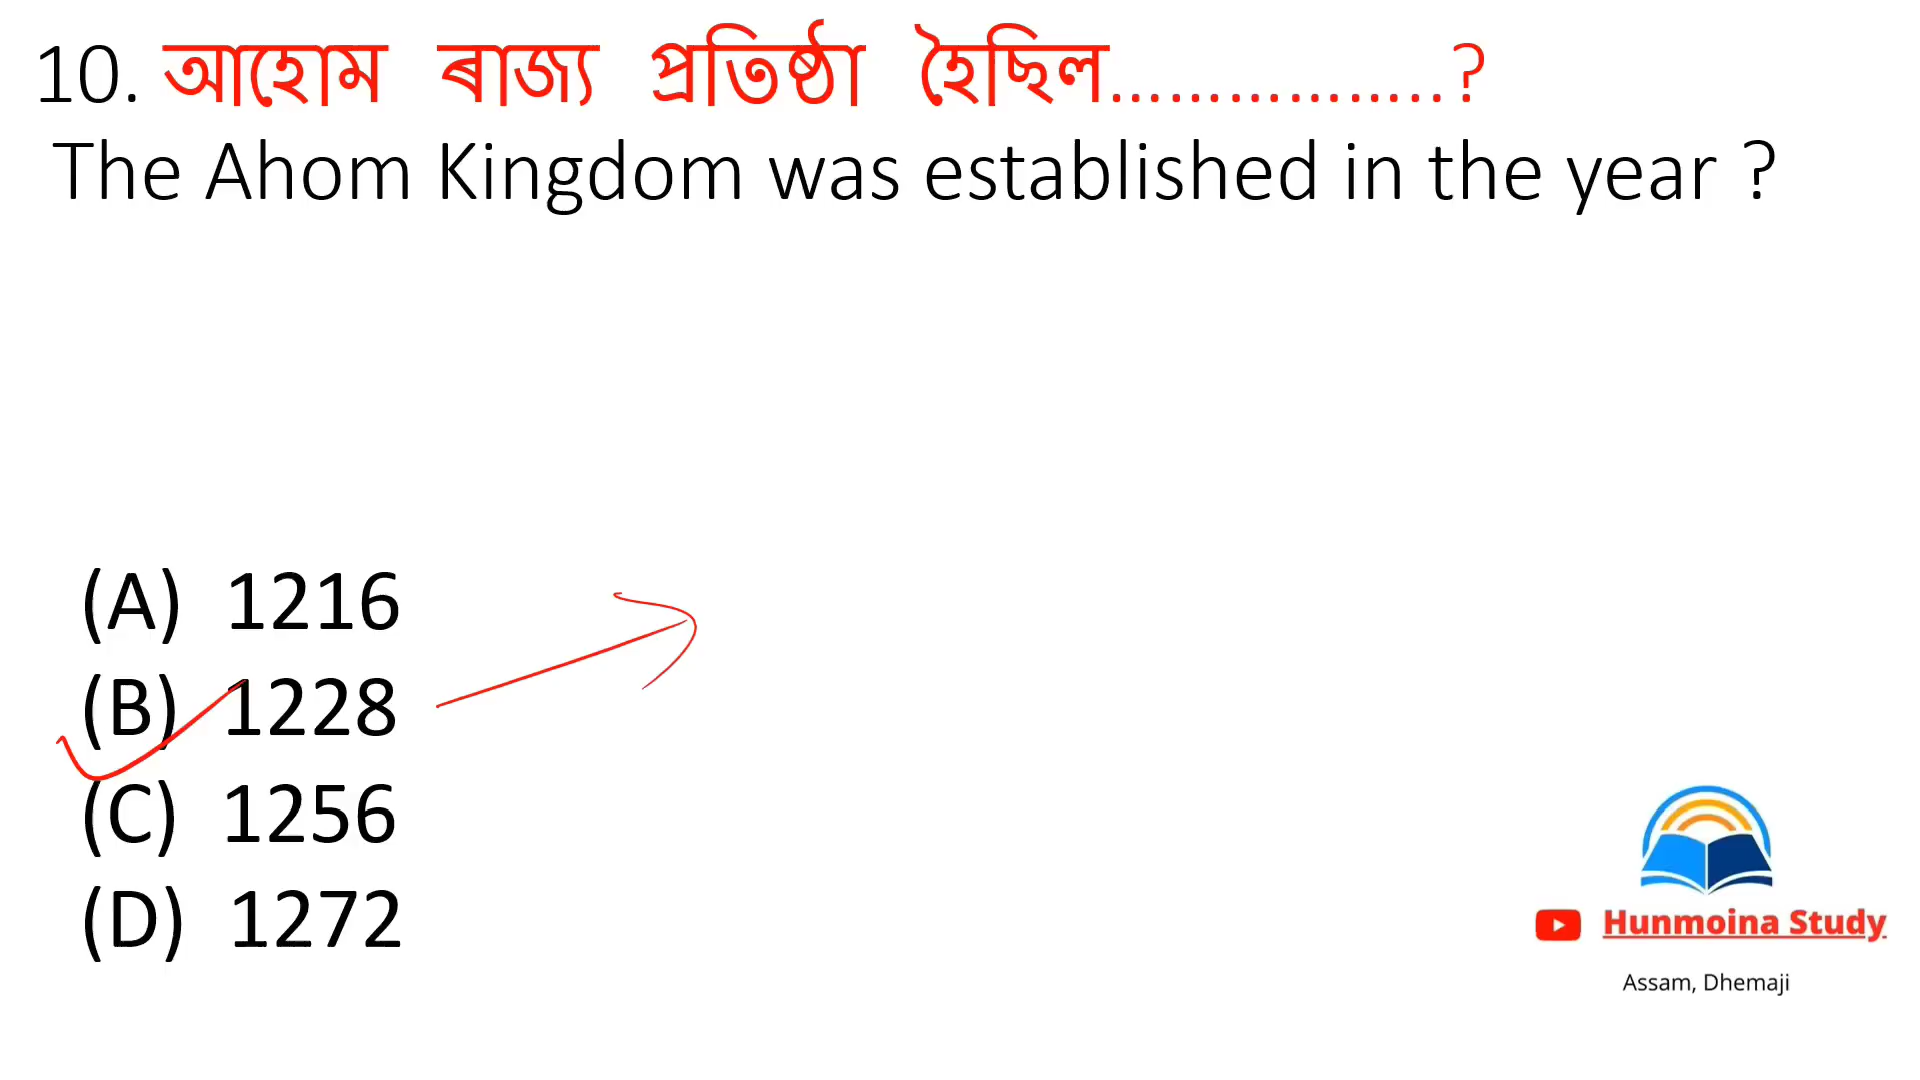 10. আহোম ৰাজ্য প্ৰতিষ্ঠা হৈছিল.................?
The Ahom Kingdom was established in the year ?
(A) 1216
(B) 1228
(C) 1256
(D) 1272
Hunmoina Study
Assam, Dhemaji